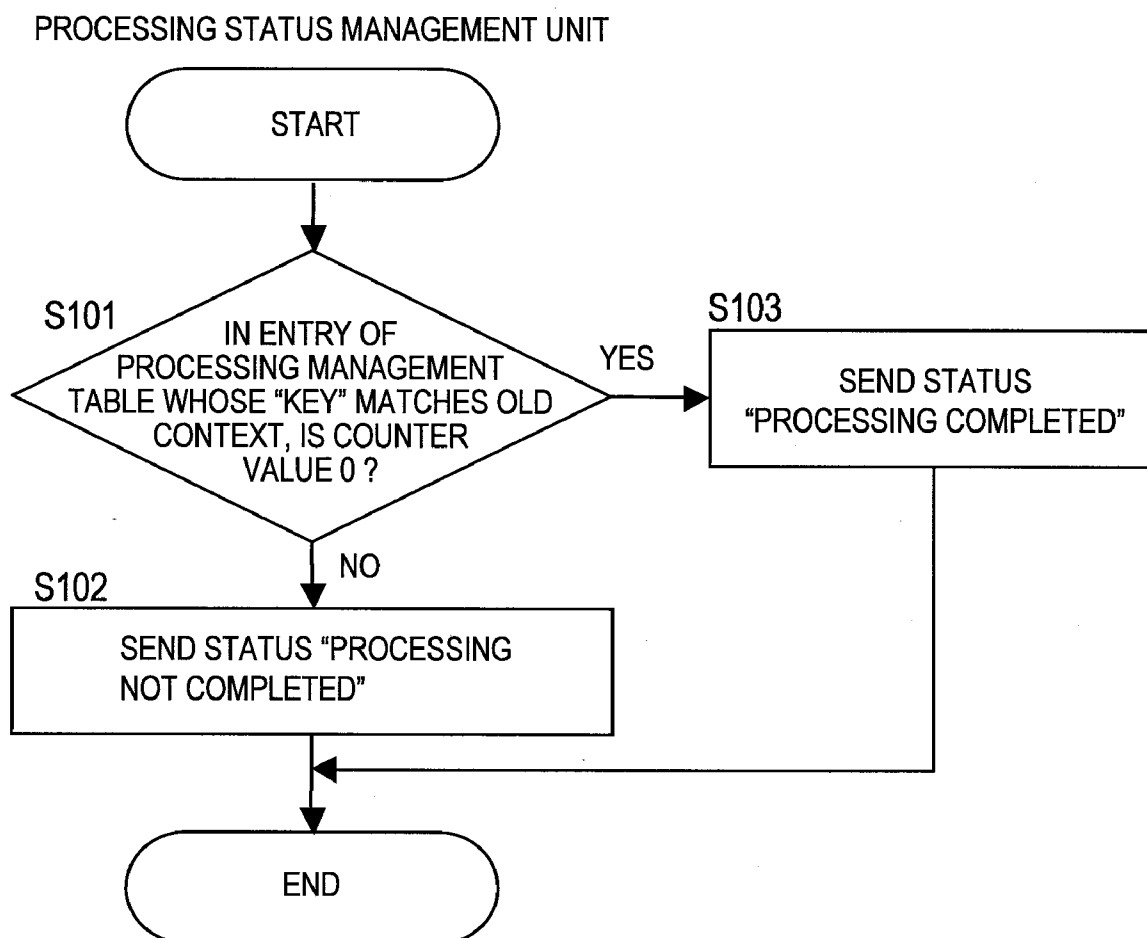 PROCESSING STATUS MANAGEMENT UNIT
START
S101
IN ENTRY OF
PROCESSING MANAGEMENT
TABLE WHOSE “KEY” MATCHES OLD
CONTEXT, IS COUNTER
VALUE 0 ?
YES
S103
SEND STATUS
“PROCESSING COMPLETED”
NO
S102
SEND STATUS “PROCESSING
NOT COMPLETED”
END